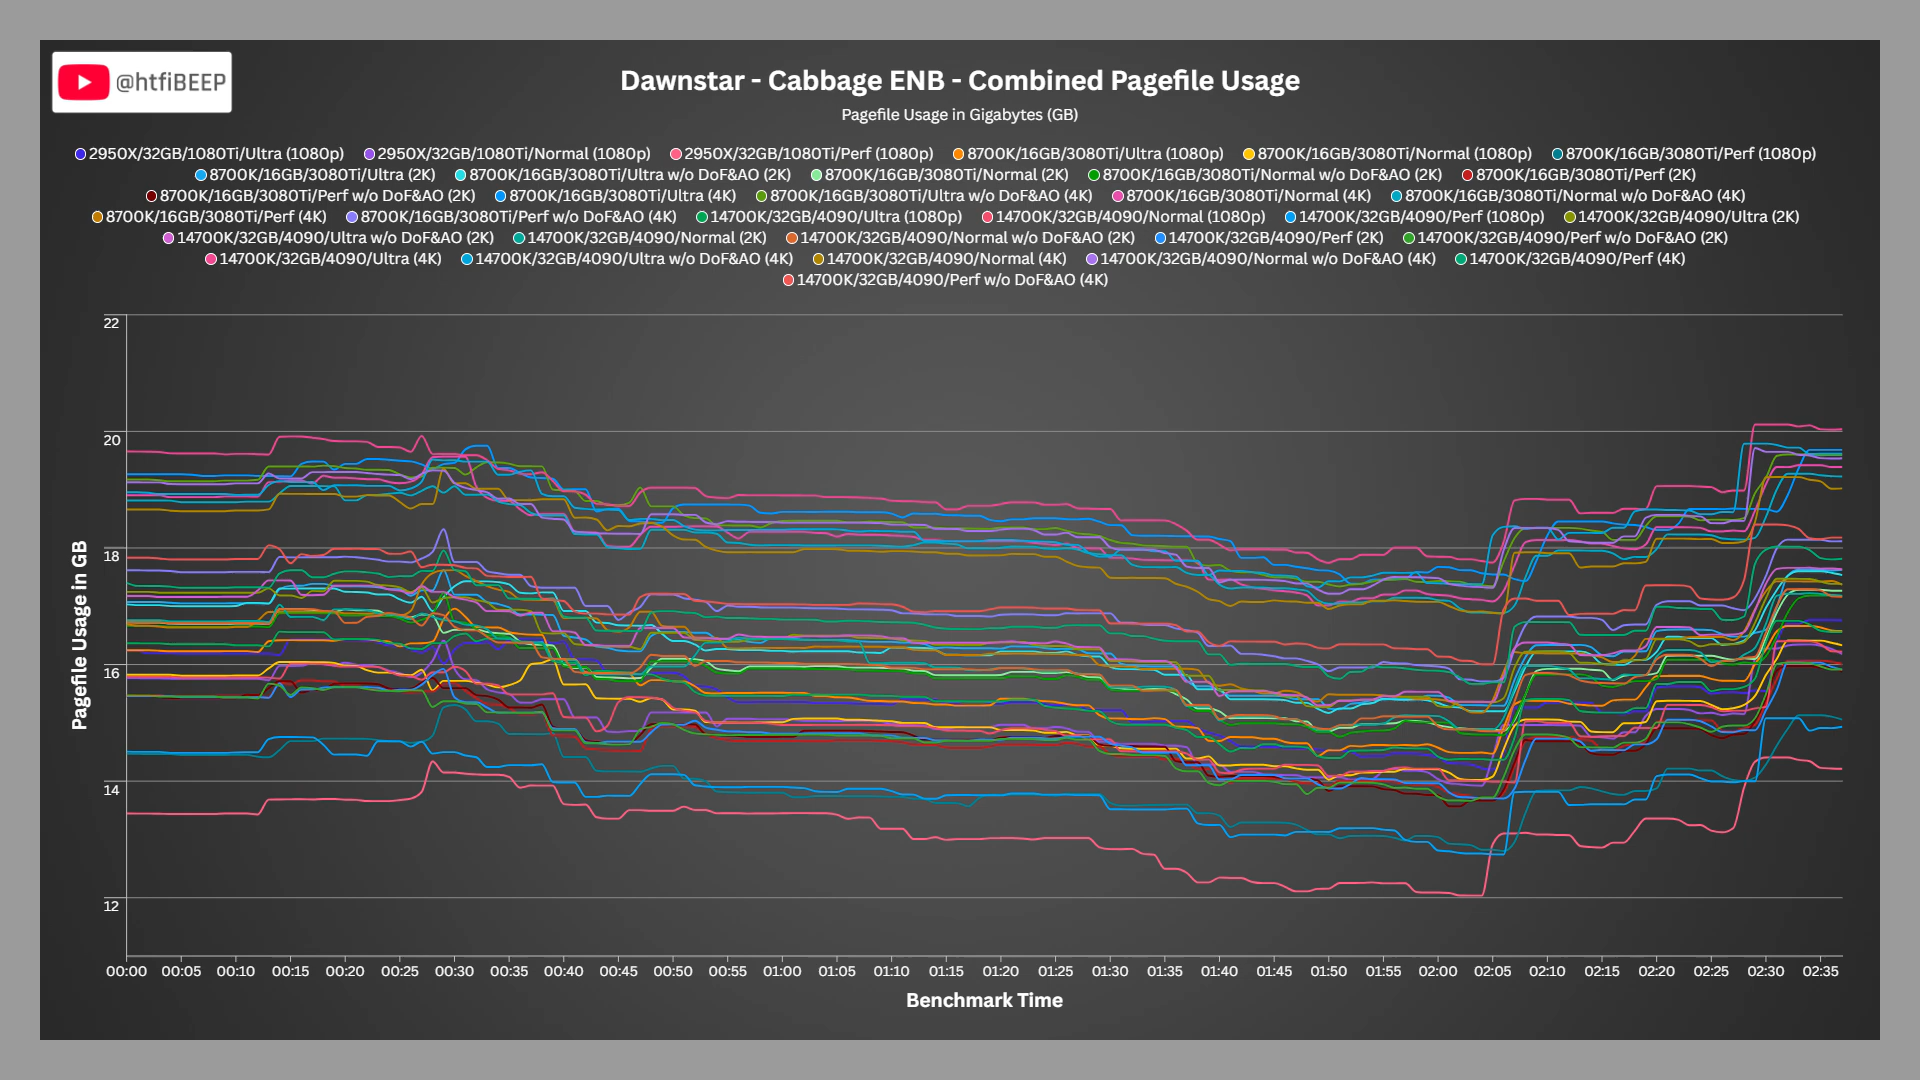 @htfiBEEP
Dawnstar - Cabbage ENB - Combined Pagefile Usage
Pagefile Usage in Gigabytes (GB)
2950X/32GB/1080Ti/Ultra (1080p) 2950X/32GB/1080Ti/Normal (1080p) 2950X/32GB/1080Ti/Perf (1080p) 8700K/16GB/3080Ti/Ultra (1080p) 8700K/16GB/3080Ti/Normal (1080p) 8700K/16GB/3080Ti/Perf (1080p)
8700K/16GB/3080Ti/Ultra (2K) 8700K/16GB/3080Ti/Ultra w/o DoF&AO (2K) 8700K/16GB/3080Ti/Normal (2K) 8700K/16GB/3080Ti/Normal w/o DoF&AO (2K) 8700K/16GB/3080Ti/Perf (2K)
8700K/16GB/3080Ti/Perf w/o DoF&AO (2K) 8700K/16GB/3080Ti/Ultra (4K) 8700K/16GB/3080Ti/Ultra w/o DoF&AO (4K) 8700K/16GB/3080Ti/Normal (4K) 8700K/16GB/3080Ti/Normal w/o DoF&AO (4K)
8700K/16GB/3080Ti/Perf (4K) 8700K/16GB/3080Ti/Perf w/o DoF&AO (4K) 14700K/32GB/4090/Ultra (1080p) 14700K/32GB/4090/Normal (1080p) 14700K/32GB/4090/Perf (1080p) 14700K/32GB/4090/Ultra (2K)
14700K/32GB/4090/Ultra w/o DoF&AO (2K) 14700K/32GB/4090/Normal (2K) 14700K/32GB/4090/Normal w/o DoF&AO (2K) 14700K/32GB/4090/Perf (2K) 14700K/32GB/4090/Perf w/o DoF&AO (2K)
14700K/32GB/4090/Ultra (4K) 14700K/32GB/4090/Ultra w/o DoF&AO (4K) 14700K/32GB/4090/Normal (4K) 14700K/32GB/4090/Normal w/o DoF&AO (4K) 14700K/32GB/4090/Perf (4K)
14700K/32GB/4090/Perf w/o DoF&AO (4K)
22
20
18
16
14
12
Pagefile Usage in GB
00:00 00:05 00:10 00:15 00:20 00:25 00:30 00:35 00:40 00:45 00:50 00:55 01:00 01:05 01:10 01:15 01:20 01:25 01:30 01:35 01:40 01:45 01:50 01:55 02:00 02:05 02:10 02:15 02:20 02:25 02:30 02:35
Benchmark Time